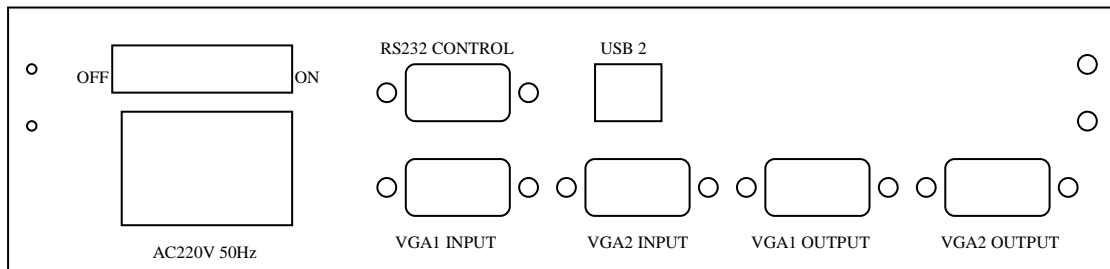 RS232 CONTROL
USB 2
OFF
ON
VGA1 INPUT
VGA2 INPUT
VGA1 OUTPUT
VGA2 OUTPUT
AC220V 50Hz